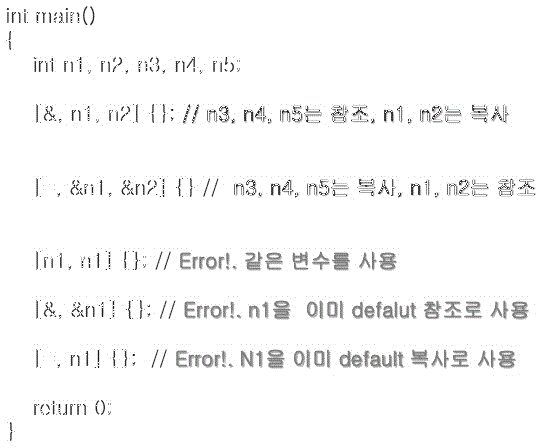 int main()
{
int n1, n2, n3, n4, n5;
[&, n1, n2] {}; // n3, n4, n5는 참조, n1, n2는 복사
[ , &n1, &n2] {} // n3, n4, n5는 복사, n1, n2는 참조
[n1, n1] {}; // Error!. 같은 변수를 사용
[&, &n1] {}; // Error!. n1을 이미 defalut 참조로 사용
[ , n1] {}; // Error!. N1을 이미 default 복사로 사용
return 0;
}